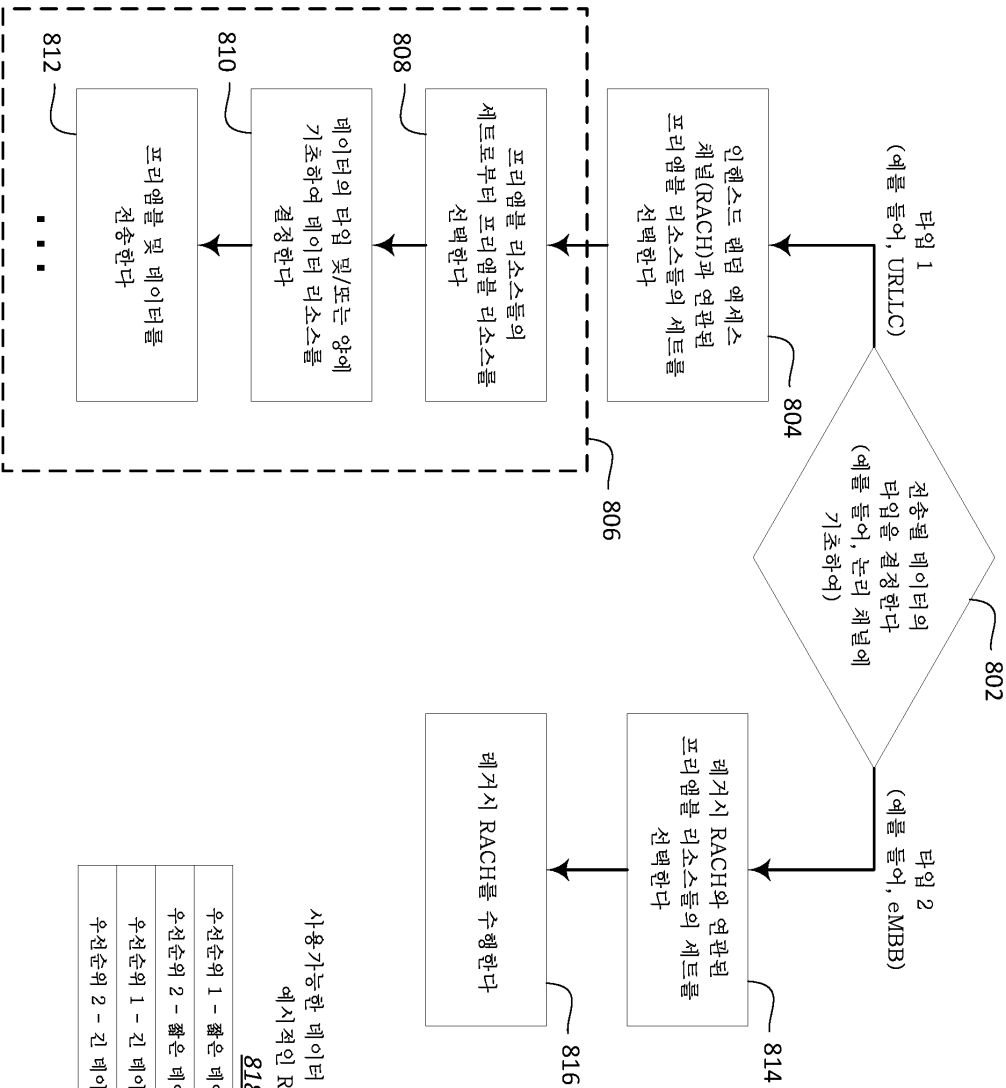 802
전송될 데이터의
타입을 결정한다
(예를 들어, 논리 채널에
기초하여)
타입 1
(예를 들어, URLLC)
804
인핸스드 랜덤 액세스
채널(RACH)과 연관된
프리앰블 리소스들의 세트를
선택한다
806
808
프리앰블 리소스들의
세트로부터 프리앰블 리소스를
선택한다
810
데이터의 타입 및/또는 양에
기초하여 데이터 리소스를
결정한다
812
프리앰블 및 데이터를
전송한다
타입 2
(예를 들어, eMBB)
814
레거시 RACH와 연관된
프리앰블 리소스들의 세트를
선택한다
816
레거시 RACH를 수행한다
사용가능한 데이터
예시적인 R
818
우선순위 1 - 짧은 데이
우선순위 2 - 짧은 데이
우선순위 1 - 긴 데이
우선순위 2 - 긴 데이